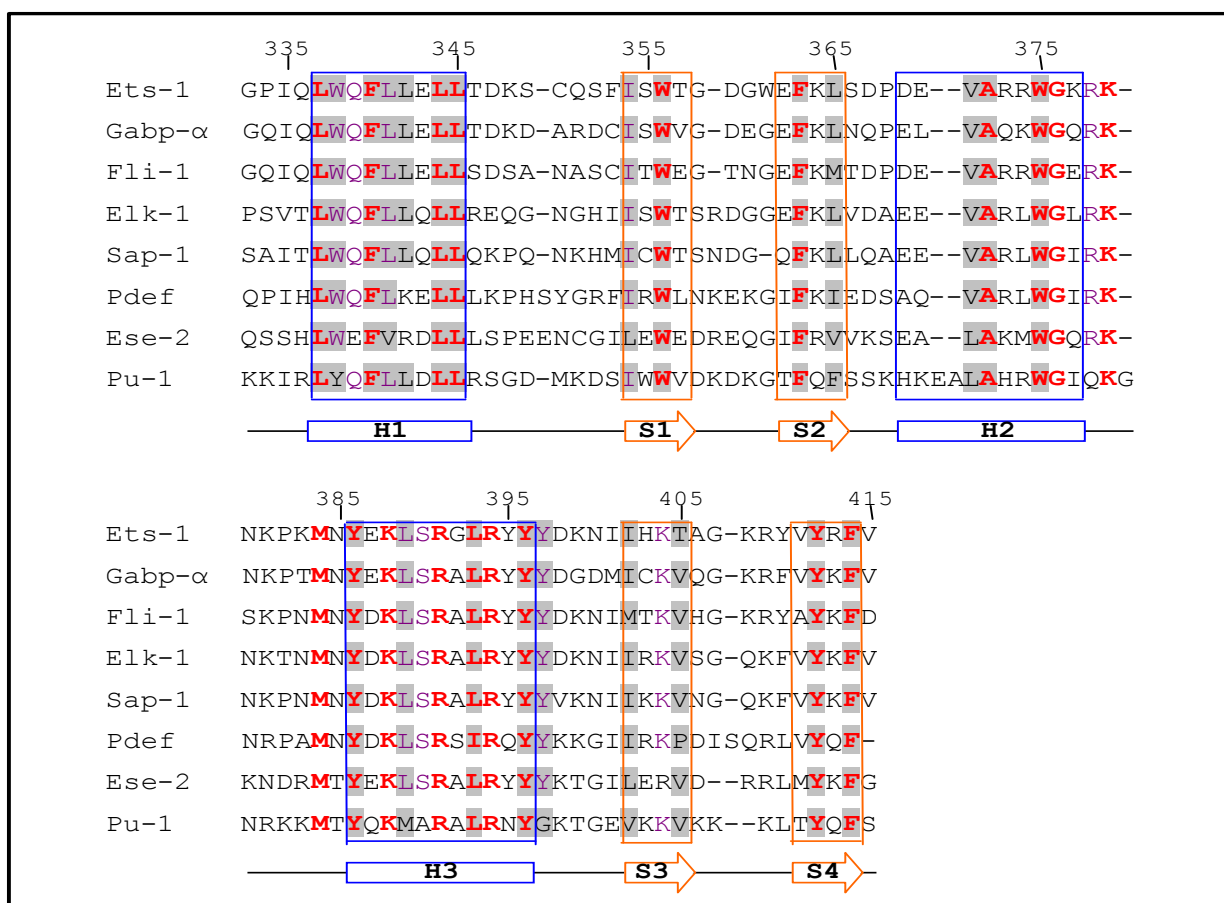 335 345 355 365 375
Ets-1 GPIQLWQFLLELLTDKS-CQSFISWTG-DGWEFKLSDPDE--VARRWGKRK-
Gabp-α GQIQLWQFLLELLTDKD-ARDCISWVG-DEGEFKLNQPEL--VAQKWGQRK-
Fli-1 GQIQLWQFLLELLSDSA-NASCITWEG-TNGEFKMTDPDE--VARRWGERK-
Elk-1 PSVTLWQFLLQLLREQG-NGHIISWTSRDGGEFKLVDAEE--VARLWGLRK-
Sap-1 SAITLWQFLLQLLQKPQ-NKHMICWTSNDG-QFKLLQAEE--VARLWGIRK-
Pdef QPIHLWQFLKELLLKPHSYGRFIRWLNKEKGIFKIEDSAQ--VARLWGIRK-
Ese-2 QSSHLWEFVRDLLLSPEENCGILEWEDREQGIFRVVKSEA--LAKMWGQRK-
Pu-1 KKIRLYQFLLDLLRSGD-MKDSIWWVDKDKGTFQFSSKHKEALAHRWGIQKG
H1 S1 S2 H2
385 395 405 415
Ets-1 NKPKMNYEKLSRGLRYYYDKNIIHKTAG-KRYVYRFV
Gabp-α NKPTMNYEKLSRALRYYYDGDMICKVQG-KRFVYKFV
Fli-1 SKPNMNYDKLSRALRYYYDKNIMTKVHG-KRYAYKFD
Elk-1 NKTNMNYDKLSRALRYYYDKNIIRKVSG-QKFVYKFV
Sap-1 NKPNMNYDKLSRALRYYYVKNIIKKVNG-QKFVYKFV
Pdef NRPAMNYDKLSRSIRQYYKKGIIRKPDISQRLVYQF-
Ese-2 KNDRMTYEKLSRALRYYYKTGILERVD--RRLMYKFG
Pu-1 NRKKMTYQKMARALRNYGKTGEVKKVKK--KLTYQFS
H3 S3 S4